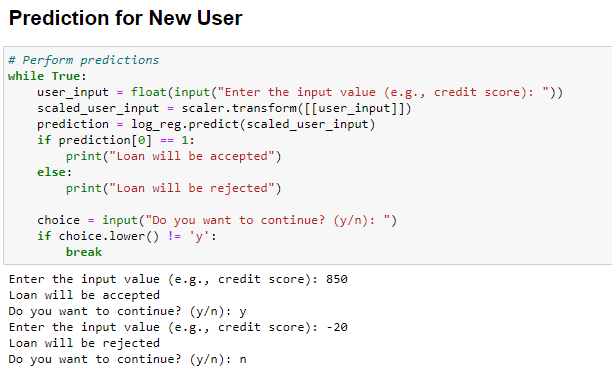 Prediction for New User
# Perform predictions
while True:
    user_input = float(input("Enter the input value (e.g., credit score): "))
    scaled_user_input = scaler.transform([[user_input]])
    prediction = log_reg.predict(scaled_user_input)
    if prediction[0] == 1:
        print("Loan will be accepted")
    else:
        print("Loan will be rejected")
    choice = input("Do you want to continue? (y/n): ")
    if choice.lower() != 'y':
        break
Enter the input value (e.g., credit score): 850
Loan will be accepted
Do you want to continue? (y/n): y
Enter the input value (e.g., credit score): -20
Loan will be rejected
Do you want to continue? (y/n): n